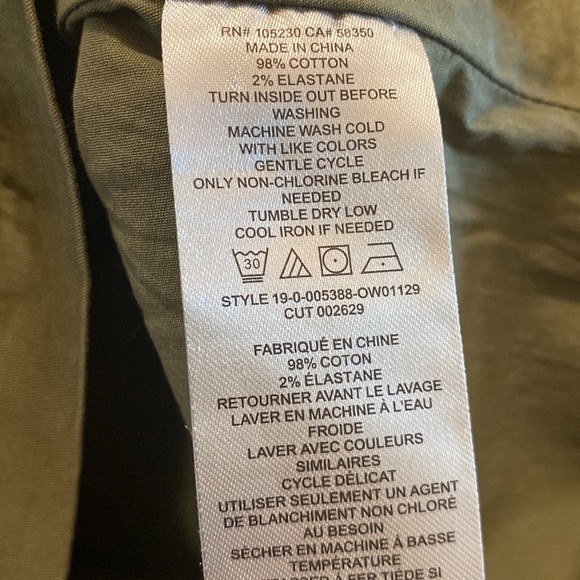 RN# 105230 CA# 58350
MADE IN CHINA
98% COTTON
2% ELASTANE
TURN INSIDE OUT BEFORE
WASHING
MACHINE WASH COLD
WITH LIKE COLORS
GENTLE CYCLE
ONLY NON-CHLORINE BLEACH IF
NEEDED
TUMBLE DRY LOW
COOL IRON IF NEEDED
30
STYLE 19-0-005388-OW01129
CUT 002629
FABRIQUÉ EN CHINE
98% COTON
2% ÉLASTANE
RETOURNER AVANT LE LAVAGE
LAVER EN MACHINE À L'EAU
FROIDE
LAVER AVEC COULEURS
SIMILAIRES
CYCLE DÉLICAT
UTILISER SEULEMENT UN AGENT
DE BLANCHIMENT NON CHLORÉ
AU BESOIN
SÉCHER EN MACHINE À BASSE
TEMPÉRATURE
FER TIÈDE SI